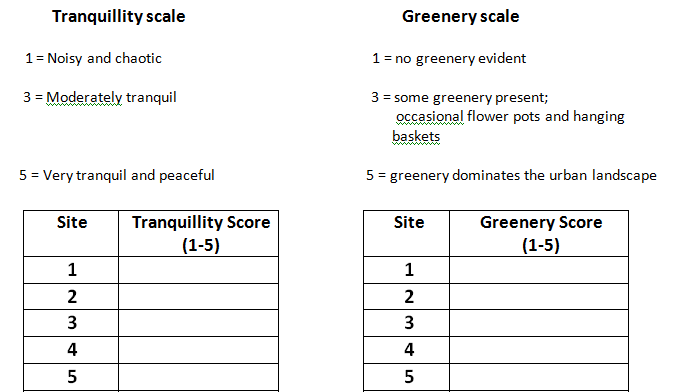 Tranquillity scale
1 = Noisy and chaotic
3 = Moderately tranquil
5 = Very tranquil and peaceful
Site Tranquillity Score
(1-5)
1
2
3
4
5
Greenery scale
1 = no greenery evident
3 = some greenery present;
occasional flower pots and hanging
baskets
5 = greenery dominates the urban landscape
Site Greenery Score
(1-5)
1
2
3
4
5